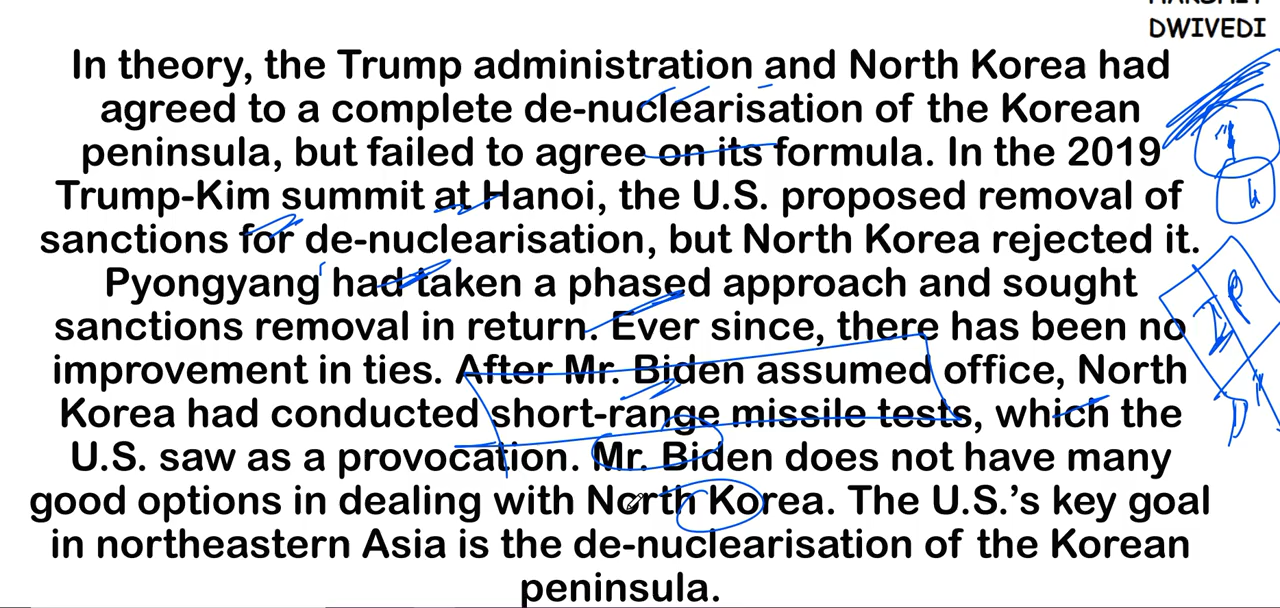 DWIVEDI
In theory, the Trump administration and North Korea had
agreed to a complete de-nuclearisation of the Korean
peninsula, but failed to agree on its formula. In the 2019
Trump-Kim summit at Hanoi, the U.S. proposed removal of
sanctions for de-nuclearisation, but North Korea rejected it.
Pyongyang had taken a phased approach and sought
sanctions removal in return. Ever since, there has been no
improvement in ties. After Mr. Biden assumed office, North
Korea had conducted short-range missile tests, which the
U.S. saw as a provocation. Mr. Biden does not have many
good options in dealing with North Korea. The U.S.’s key goal
in northeastern Asia is the de-nuclearisation of the Korean
peninsula.